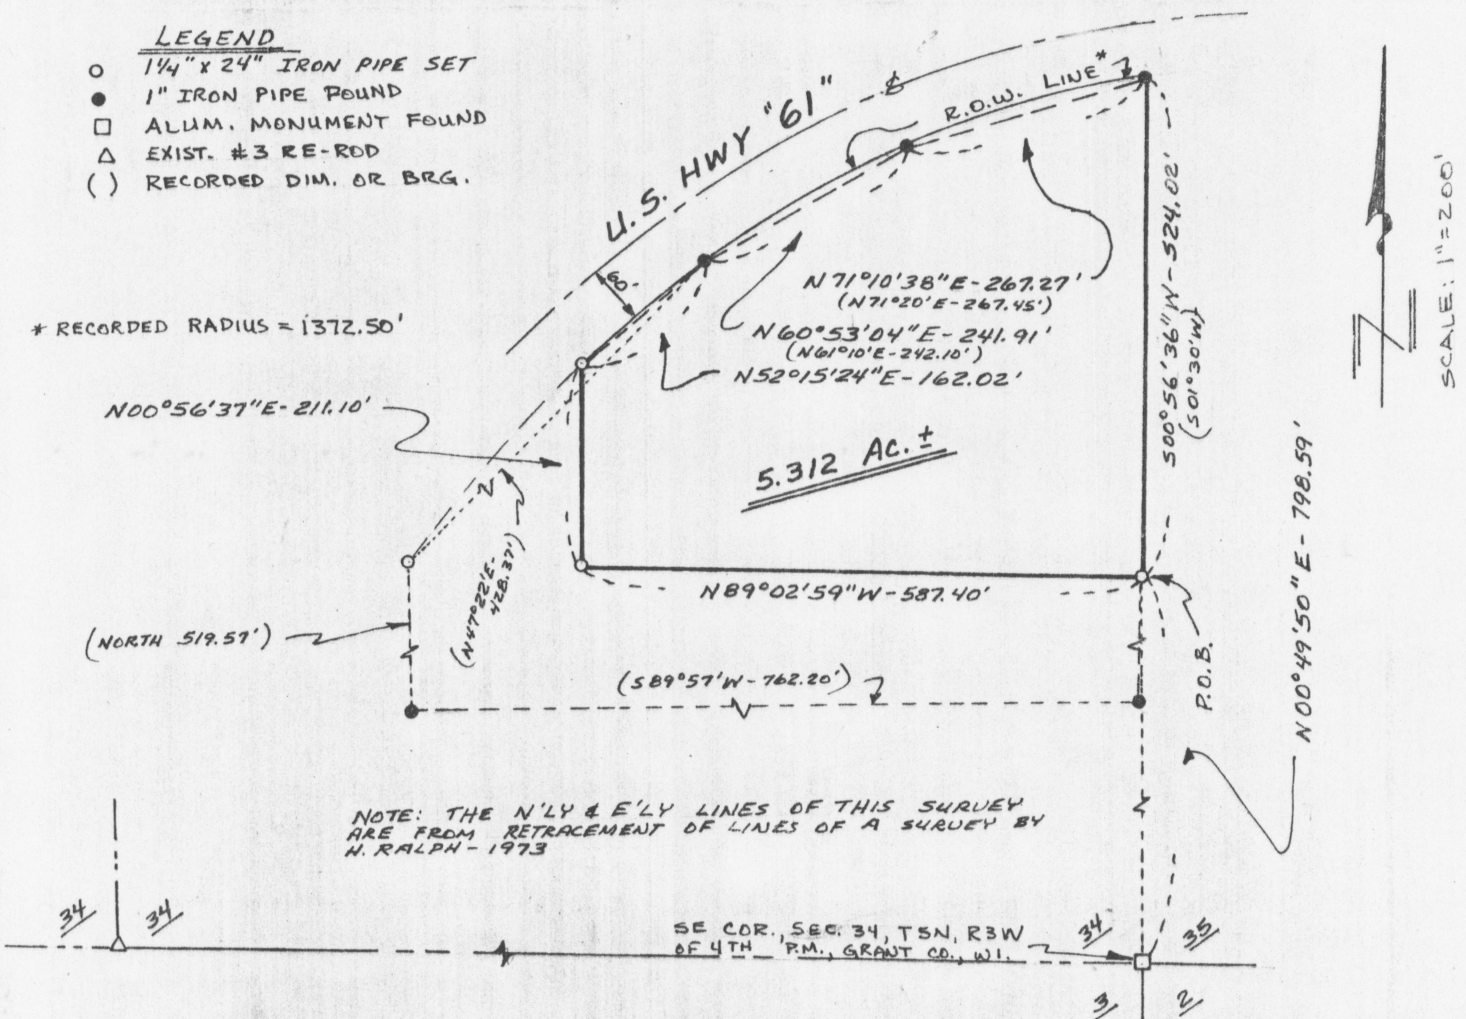 LEGEND
○ 1¼" x 24" IRON PIPE SET
● 1" IRON PIPE FOUND
□ ALUM. MONUMENT FOUND
△ EXIST. #3 RE-ROD
( ) RECORDED DIM. OR BRG.
U.S. HWY "61"
R.O.W. LINE*
60'
* RECORDED RADIUS = 1372.50'
N71°10'38"E-267.27'
(N71°20'E-267.45')
N60°53'04"E-241.91'
(N61°10'E-242.10')
N52°15'24"E-162.02'
N00°56'37"E-211.10'
S00°56'36"W-524.02'
(S01°30'W)
SCALE: 1"=200'
5.312 AC.±
N89°02'59"W-587.40'
(N47°22'E-
428.37')
(NORTH 519.57')
(S89°57'W-762.20')
P.O.B.
N00°49'50"E-798.59'
NOTE: THE N'LY & E'LY LINES OF THIS SURVEY
ARE FROM RETRACEMENT OF LINES OF A SURVEY BY
H. RALPH-1973
34 34
SE COR., SEC. 34, T5N, R3W
OF 4TH P.M., GRANT CO., WI.
34 35
3 2